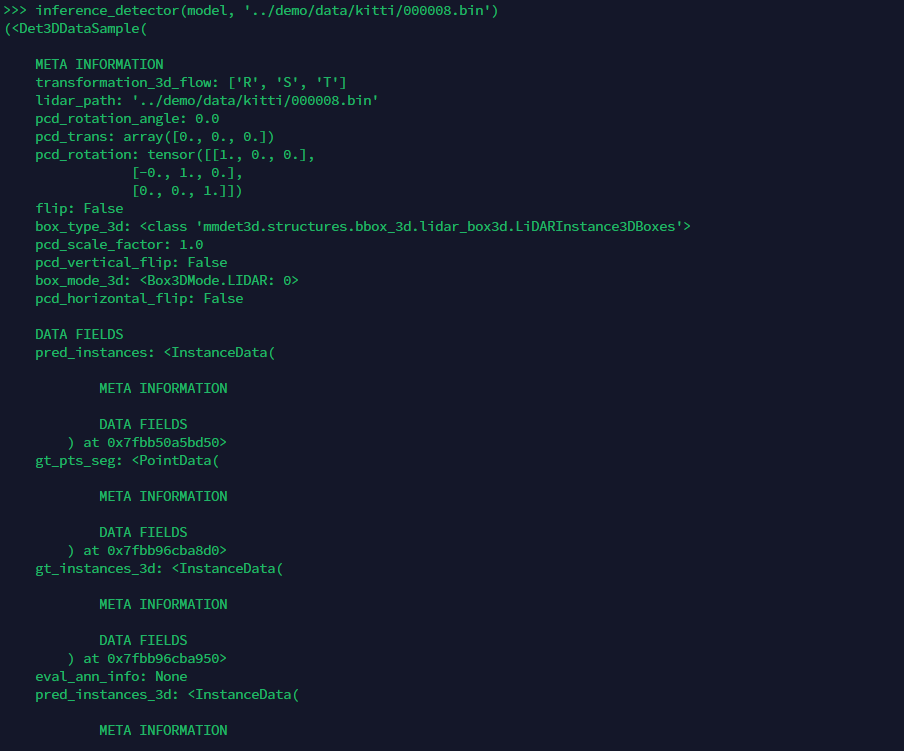 >>> inference_detector(model, '../demo/data/kitti/000008.bin')
(<Det3DDataSample(
META INFORMATION
transformation_3d_flow: ['R', 'S', 'T']
lidar_path: '../demo/data/kitti/000008.bin'
pcd_rotation_angle: 0.0
pcd_trans: array([0., 0., 0.])
pcd_rotation: tensor([[1., 0., 0.],
[-0., 1., 0.],
[0., 0., 1.]])
flip: False
box_type_3d: <class 'mmdet3d.structures.bbox_3d.lidar_box3d.LiDARInstance3DBoxes'>
pcd_scale_factor: 1.0
pcd_vertical_flip: False
box_mode_3d: <Box3DMode.LIDAR: 0>
pcd_horizontal_flip: False
DATA FIELDS
pred_instances: <InstanceData(
META INFORMATION
DATA FIELDS
) at 0x7fbb50a5bd50>
gt_pts_seg: <PointData(
META INFORMATION
DATA FIELDS
) at 0x7fbb96cba8d0>
gt_instances_3d: <InstanceData(
META INFORMATION
DATA FIELDS
) at 0x7fbb96cba950>
eval_ann_info: None
pred_instances_3d: <InstanceData(
META INFORMATION